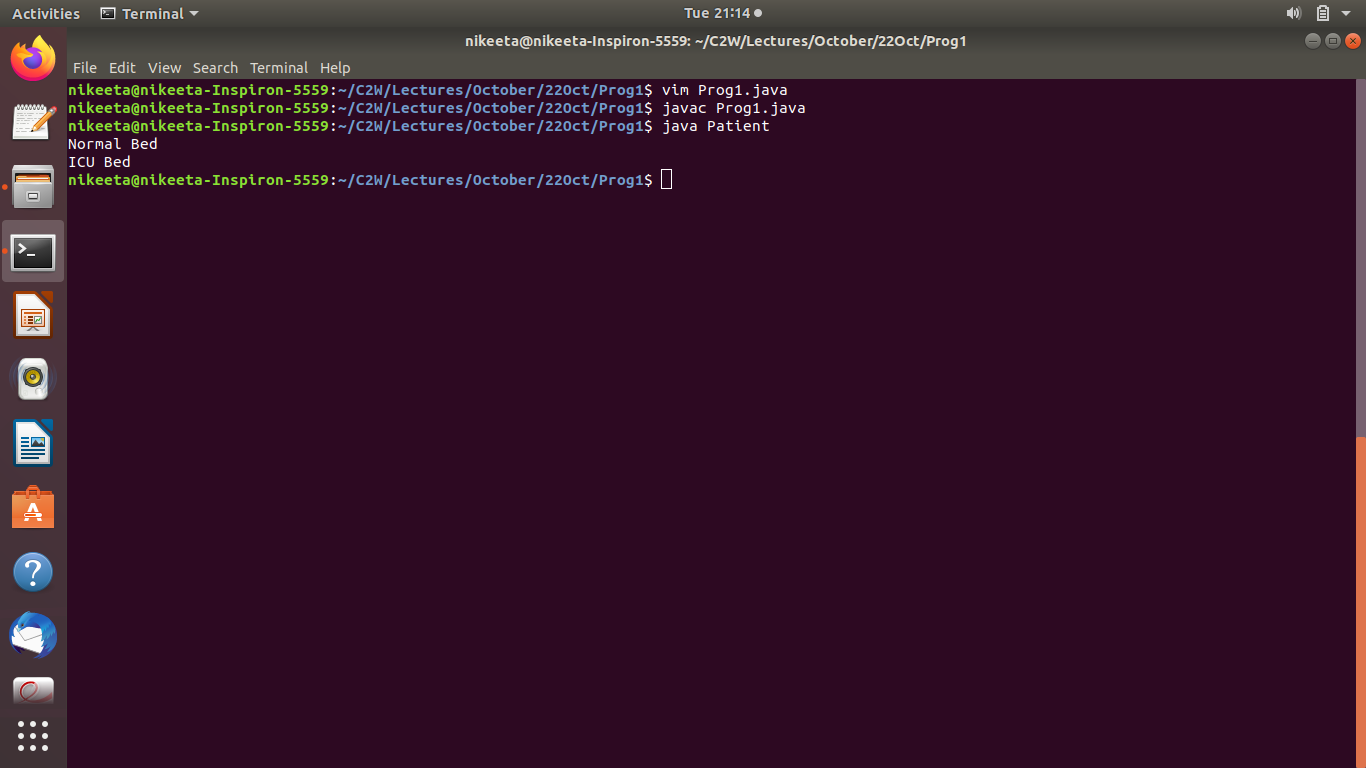 Activities Terminal Tue 21:14
nikeeta@nikeeta-Inspiron-5559: ~/C2W/Lectures/October/22Oct/Prog1
File Edit View Search Terminal Help
nikeeta@nikeeta-Inspiron-5559:~/C2W/Lectures/October/22Oct/Prog1$ vim Prog1.java
nikeeta@nikeeta-Inspiron-5559:~/C2W/Lectures/October/22Oct/Prog1$ javac Prog1.java
nikeeta@nikeeta-Inspiron-5559:~/C2W/Lectures/October/22Oct/Prog1$ java Patient
Normal Bed
ICU Bed
nikeeta@nikeeta-Inspiron-5559:~/C2W/Lectures/October/22Oct/Prog1$